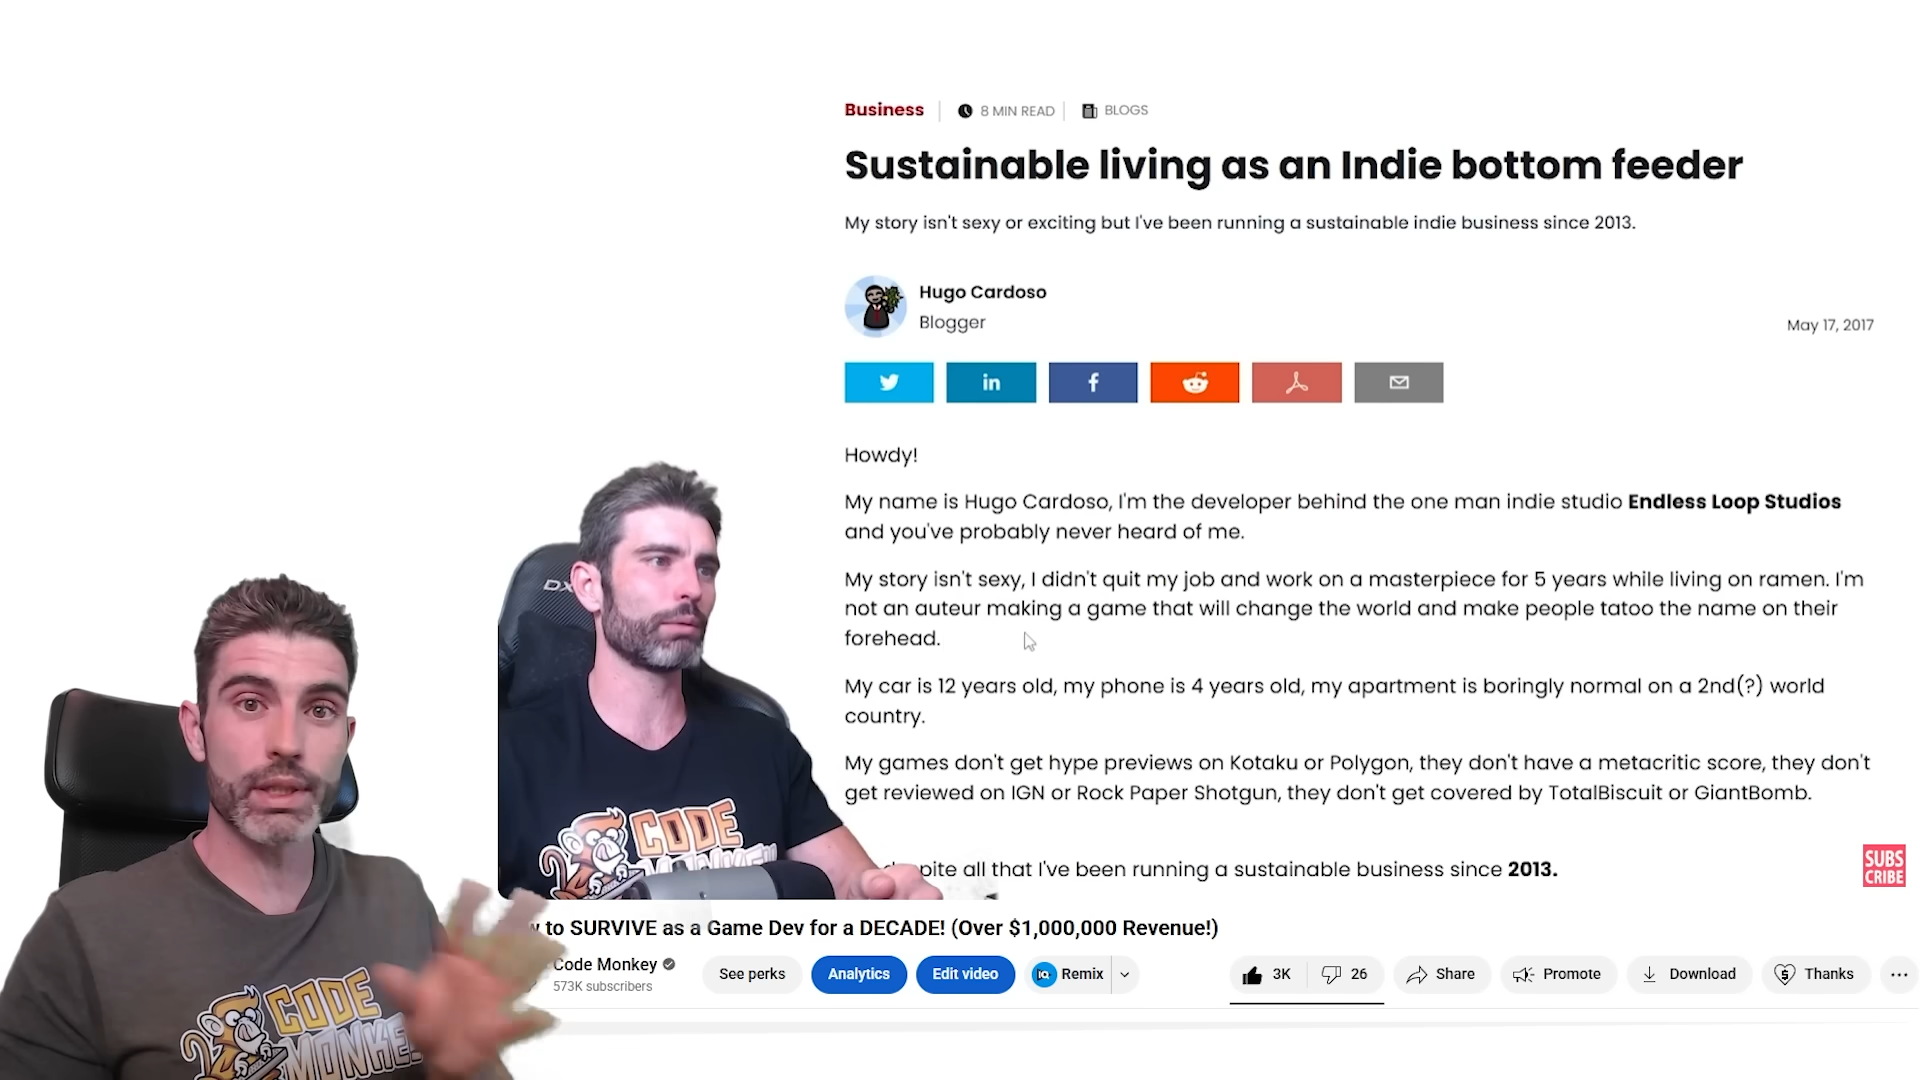 Business
8 MIN READ
BLOGS
Sustainable living as an Indie bottom feeder
My story isn't sexy or exciting but I've been running a sustainable indie business since 2013.
Hugo Cardoso
Blogger
May 17, 2017
in
f
Howdy!
My name is Hugo Cardoso, I'm the developer behind the one man indie studio Endless Loop Studios
and you've probably never heard of me.
My story isn't sexy, I didn't quit my job and work on a masterpiece for 5 years while living on ramen. I'm
not an auteur making a game that will change the world and make people tatoo the name on their
forehead.
My car is 12 years old, my phone is 4 years old, my apartment is boringly normal on a 2nd(?) world
country.
My games don't get hype previews on Kotaku or Polygon, they don't have a metacritic score, they don't
get reviewed on IGN or Rock Paper Shotgun, they don't get covered by TotalBiscuit or GiantBomb.
all that I've been running a sustainable business since 2013.
DX
CODE
MONKEY
SUBS
CRIBE
to SURVIVE as a Game Dev for a DECADE! (Over $1,000,000 Revenue!)
Code Monkey
573K subscribers
See perks
Analytics
Edit video
Remix
3K
26
Share
Promote
Download
Thanks
CODE
MONKE